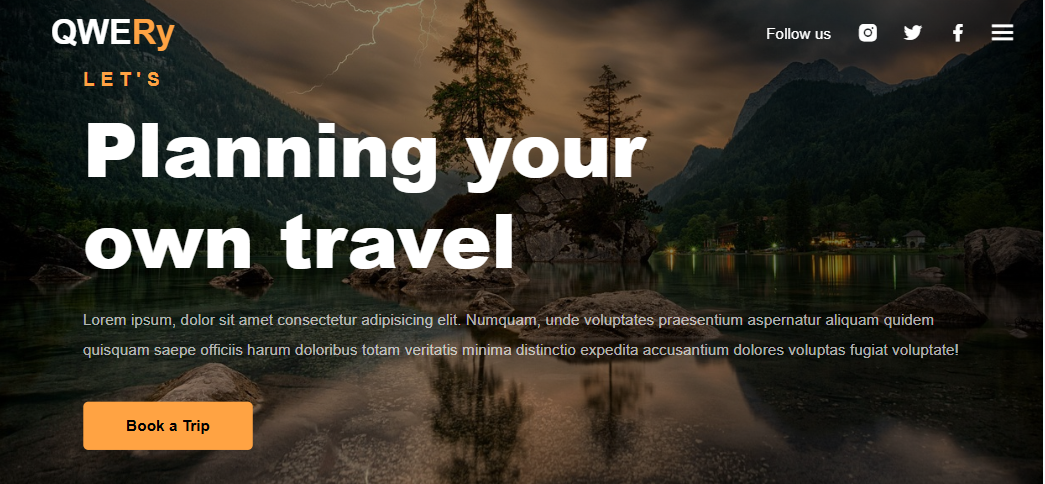 QWERy
Follow us
LET'S
Planning your
own travel
Lorem ipsum, dolor sit amet consectetur adipisicing elit. Numquam, unde voluptates praesentium aspernatur aliquam quidem
quisquam saepe officiis harum doloribus totam veritatis minima distinctio expedita accusantium dolores voluptas fugiat voluptate!
Book a Trip